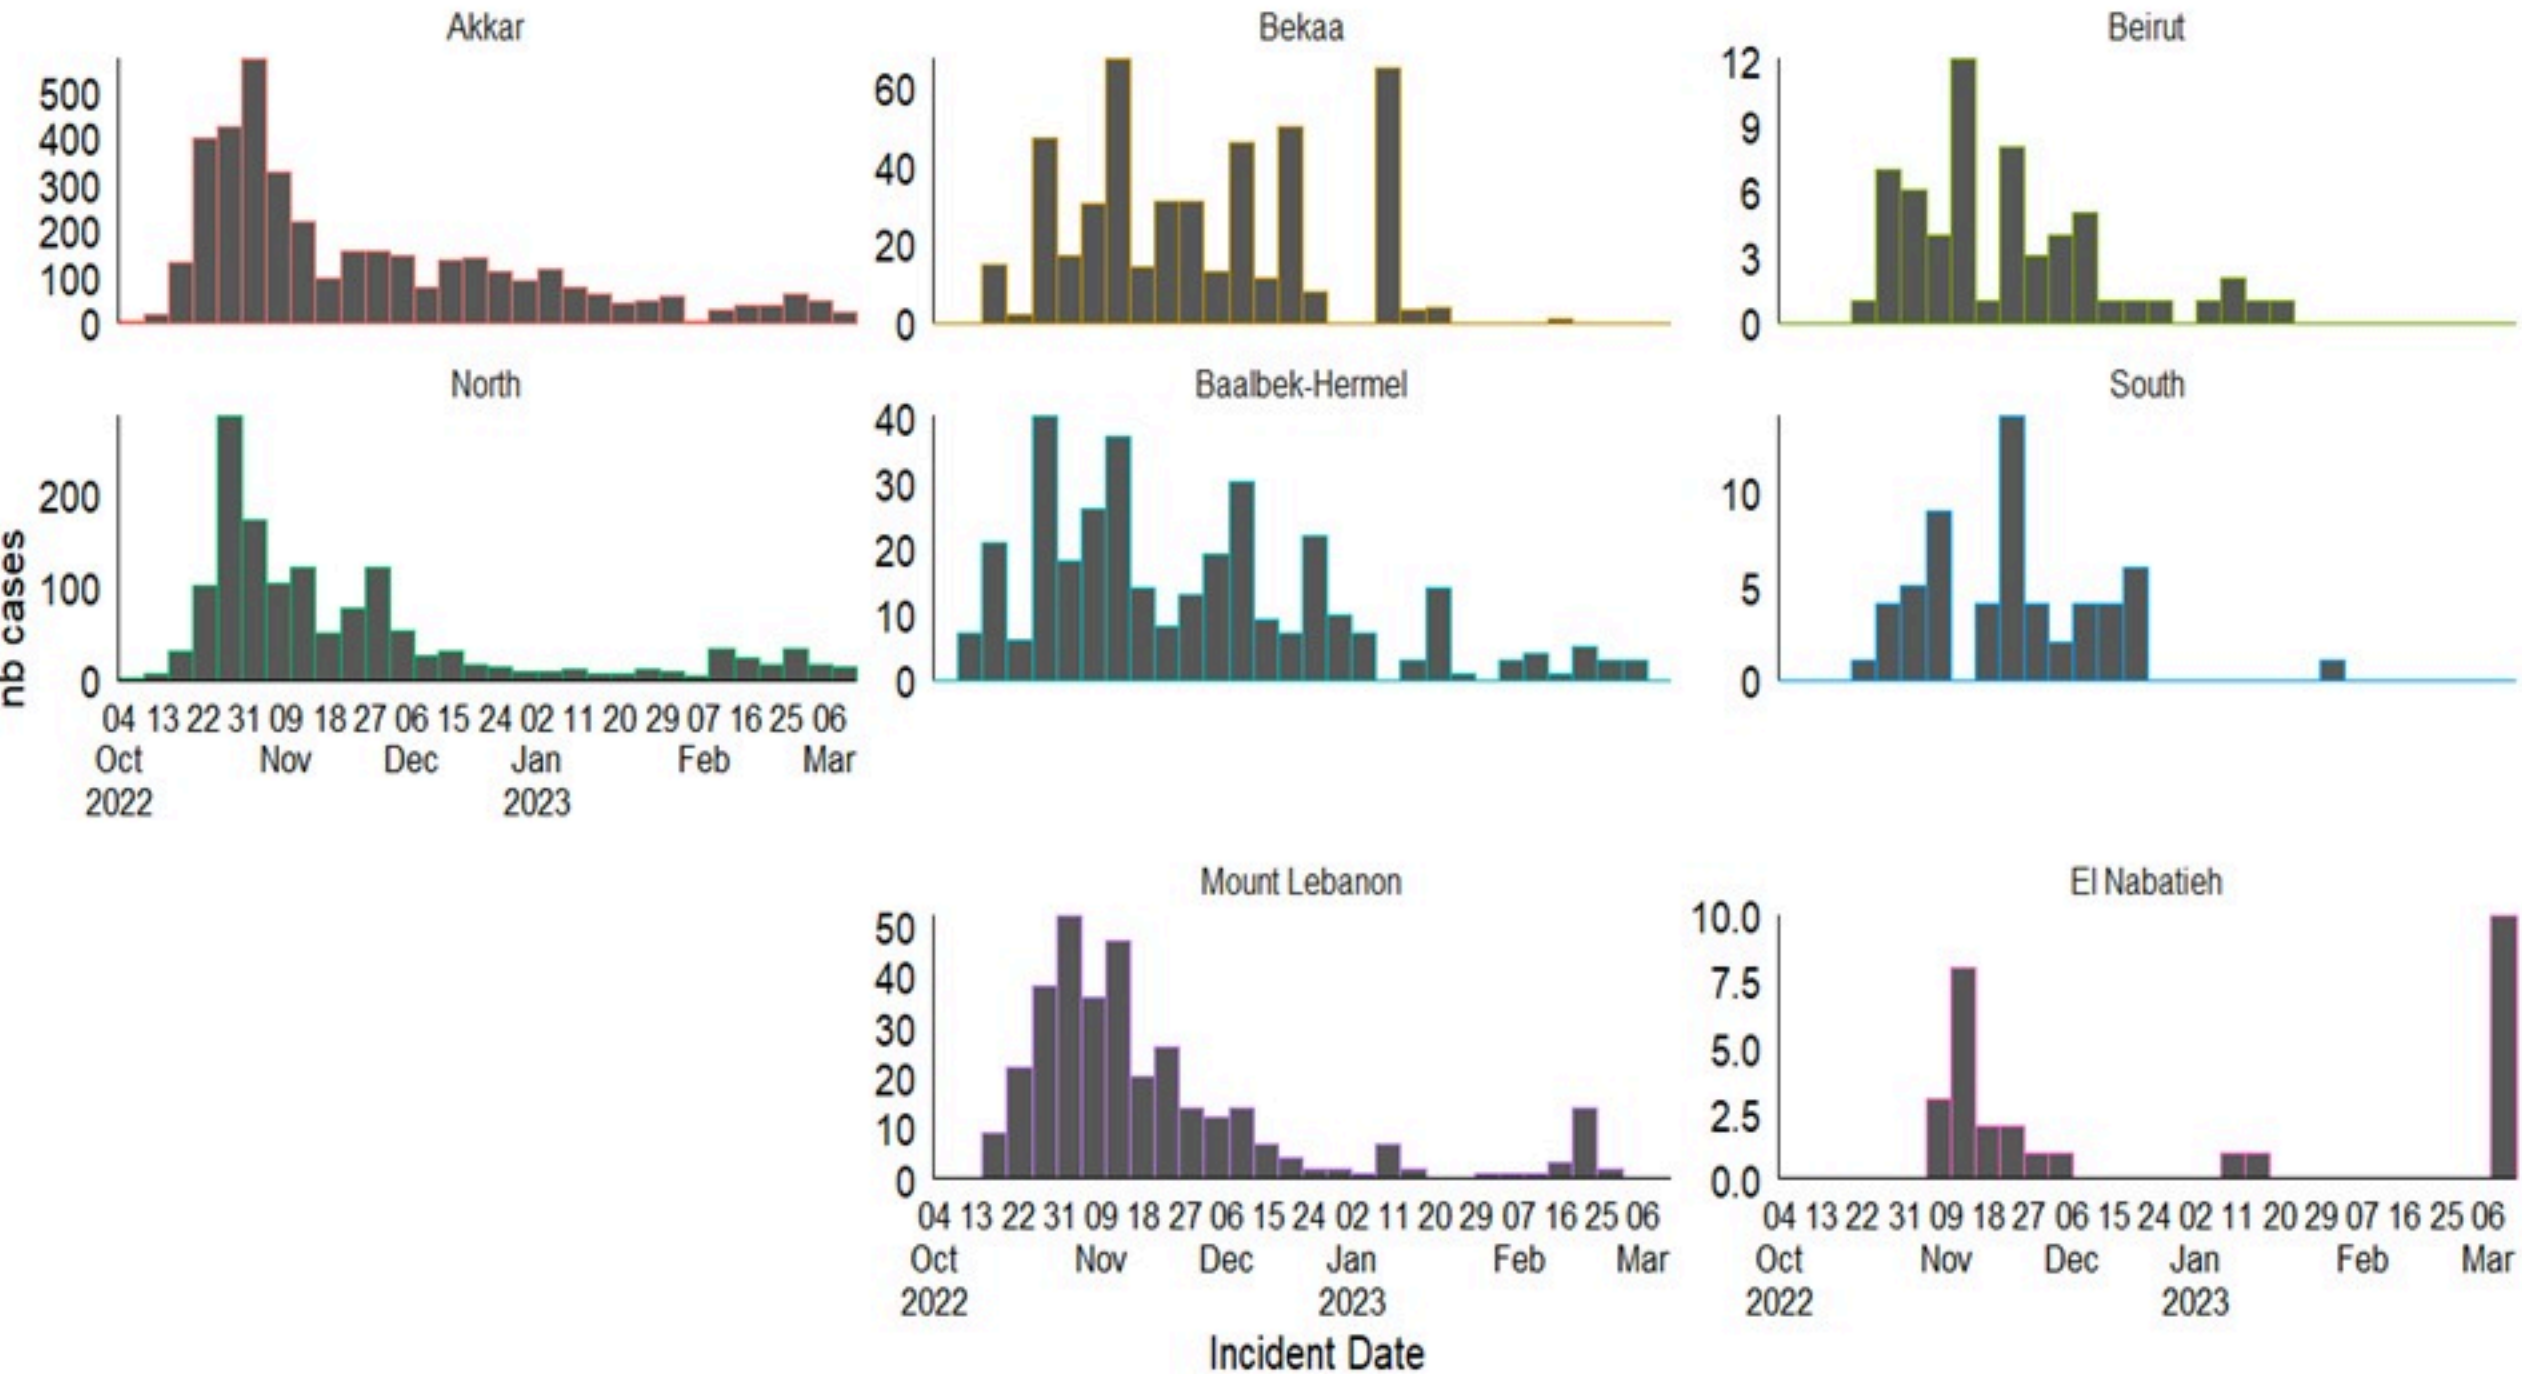 Akkar
Bekaa
Beirut
500
400
300
200
100
0
60
40
20
0
12
9
6
3
0
North
Baalbek-Hermel
South
200
100
0
40
30
20
10
0
10
5
0
nb cases
04 13 22 31 09 18 27 06 15 24 02 11 20 29 07 16 25 06
Oct Nov Dec Jan Feb Mar
2022 2023
Mount Lebanon
El Nabatieh
50
40
30
20
10
0
10.0
7.5
5.0
2.5
0.0
04 13 22 31 09 18 27 06 15 24 02 11 20 29 07 16 25 06
Oct Nov Dec Jan Feb Mar
2022 2023
04 13 22 31 09 18 27 06 15 24 02 11 20 29 07 16 25 06
Oct Nov Dec Jan Feb Mar
2022 2023
Incident Date